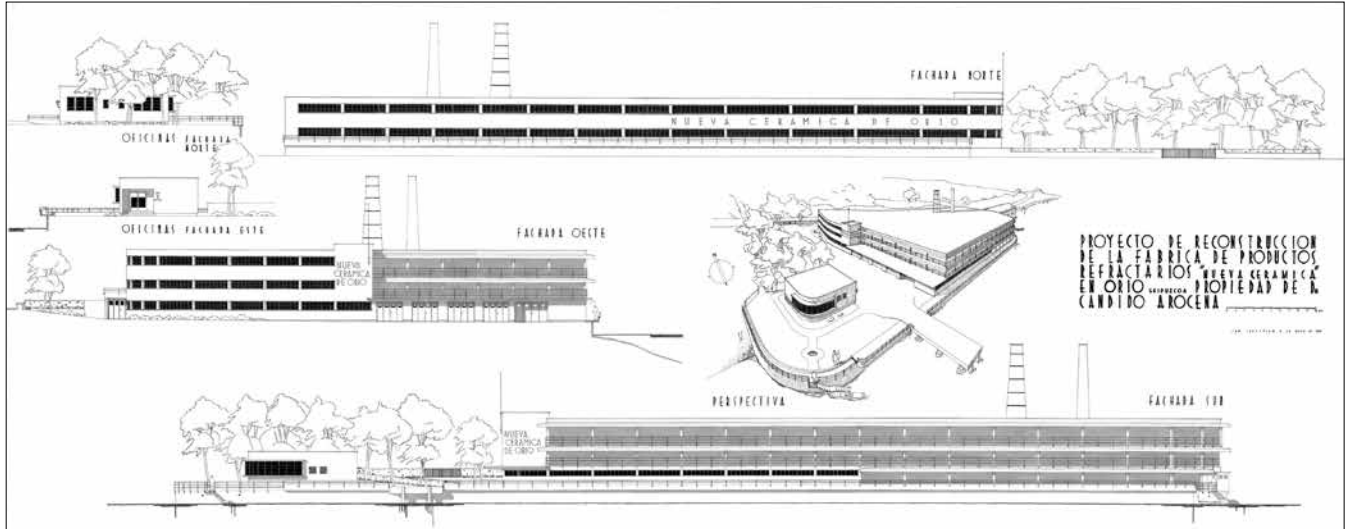 FACHADA NORTE
NUEVA CERAMICA DE ORIO
OFICINAS FACHADA
NORTE
OFICINAS FACHADA ESTE
FACHADA OESTE
NUEVA
CERAMICA
DE ORIO
PROYECTO DE RECONSTRUCCION
DE LA FABRICA DE PRODUCTOS
REFRACTARIOS "NUEVA CERAMICA"
EN ORIO GUIPUZCOA PROPIEDAD DE D.
CANDIDO AROCENA
PERSPECTIVA
FACHADA SUR
NUEVA
CERAMICA
DE ORIO